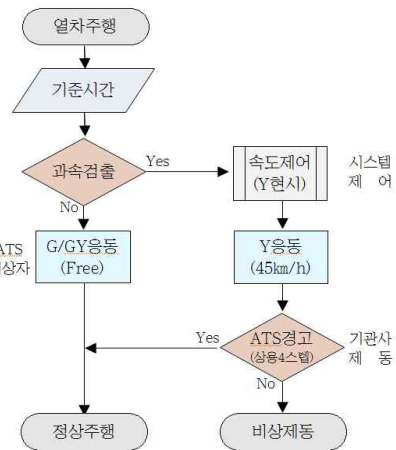 열차주행
기준시간
과속검출
Yes
속도제어
(Y현시)
시스템
제 어
No
ATS
G/GY응동
(Free)
Y응동
(45km/h)
Yes
ATS경고
(상용4스텝)
기관사
제 동
No
정상주행
비상제동